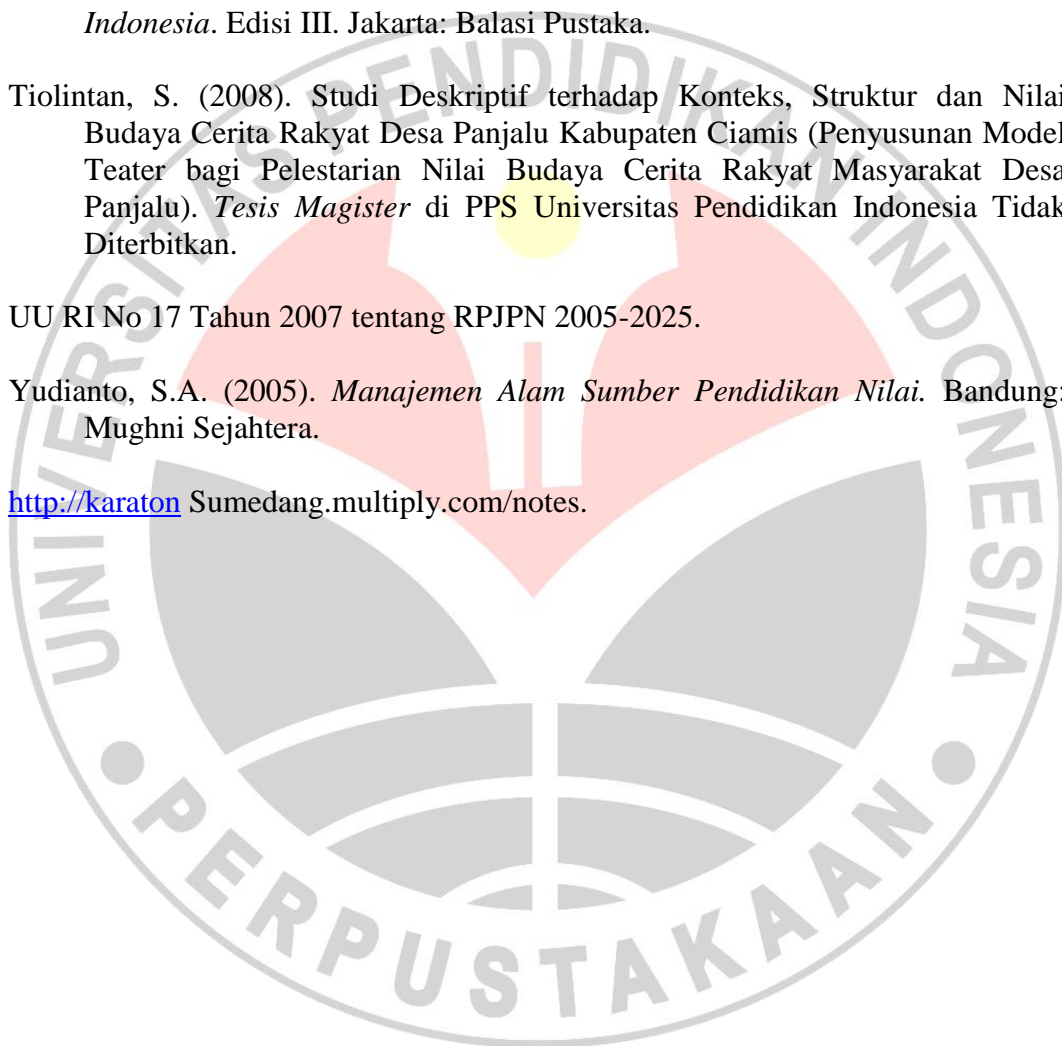 Indonesia. Edisi III. Jakarta: Balasi Pustaka.
Tiolintan, S. (2008). Studi Deskriptif terhadap Konteks, Struktur dan Nilai
Budaya Cerita Rakyat Desa Panjalu Kabupaten Ciamis (Penyusunan Model
Teater bagi Pelestarian Nilai Budaya Cerita Rakyat Masyarakat Desa
Panjalu). Tesis Magister di PPS Universitas Pendidikan Indonesia Tidak
Diterbitkan.
UU RI No 17 Tahun 2007 tentang RPJPN 2005-2025.
Yudianto, S.A. (2005). Manajemen Alam Sumber Pendidikan Nilai. Bandung:
Mughni Sejahtera.
http://karaton Sumedang.multiply.com/notes.
UNIVERSITAS PENDIDIKAN INDONESIA
PERPUSTAKAAN